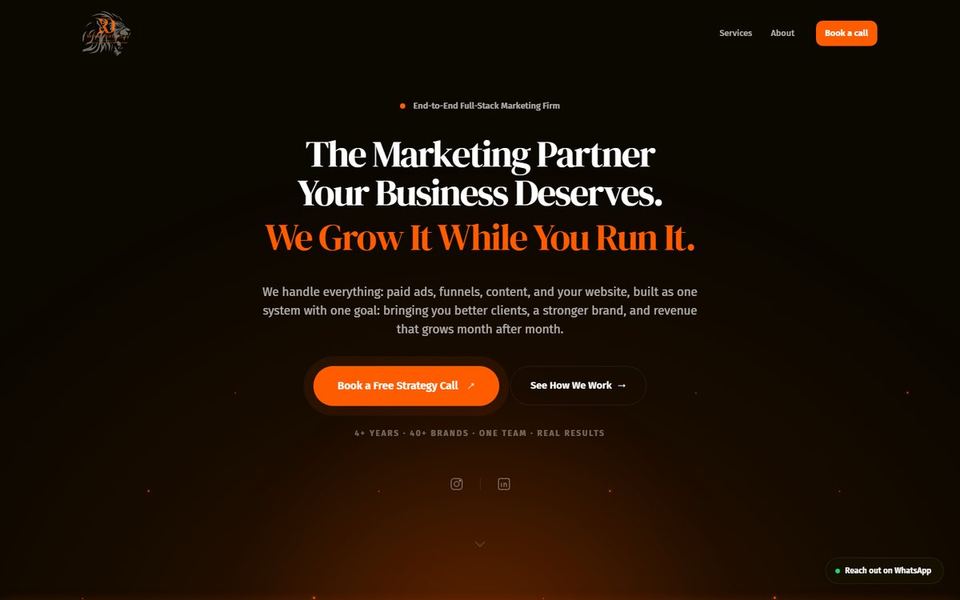 Services
About
Book a call
End-to-End Full-Stack Marketing Firm
The Marketing Partner
Your Business Deserves.
We Grow It While You Run It.
We handle everything: paid ads, funnels, content, and your website, built as one
system with one goal: bringing you better clients, a stronger brand, and revenue
that grows month after month.
Book a Free Strategy Call ↗
See How We Work →
4+ YEARS · 40+ BRANDS · ONE TEAM · REAL RESULTS
Reach out on WhatsApp